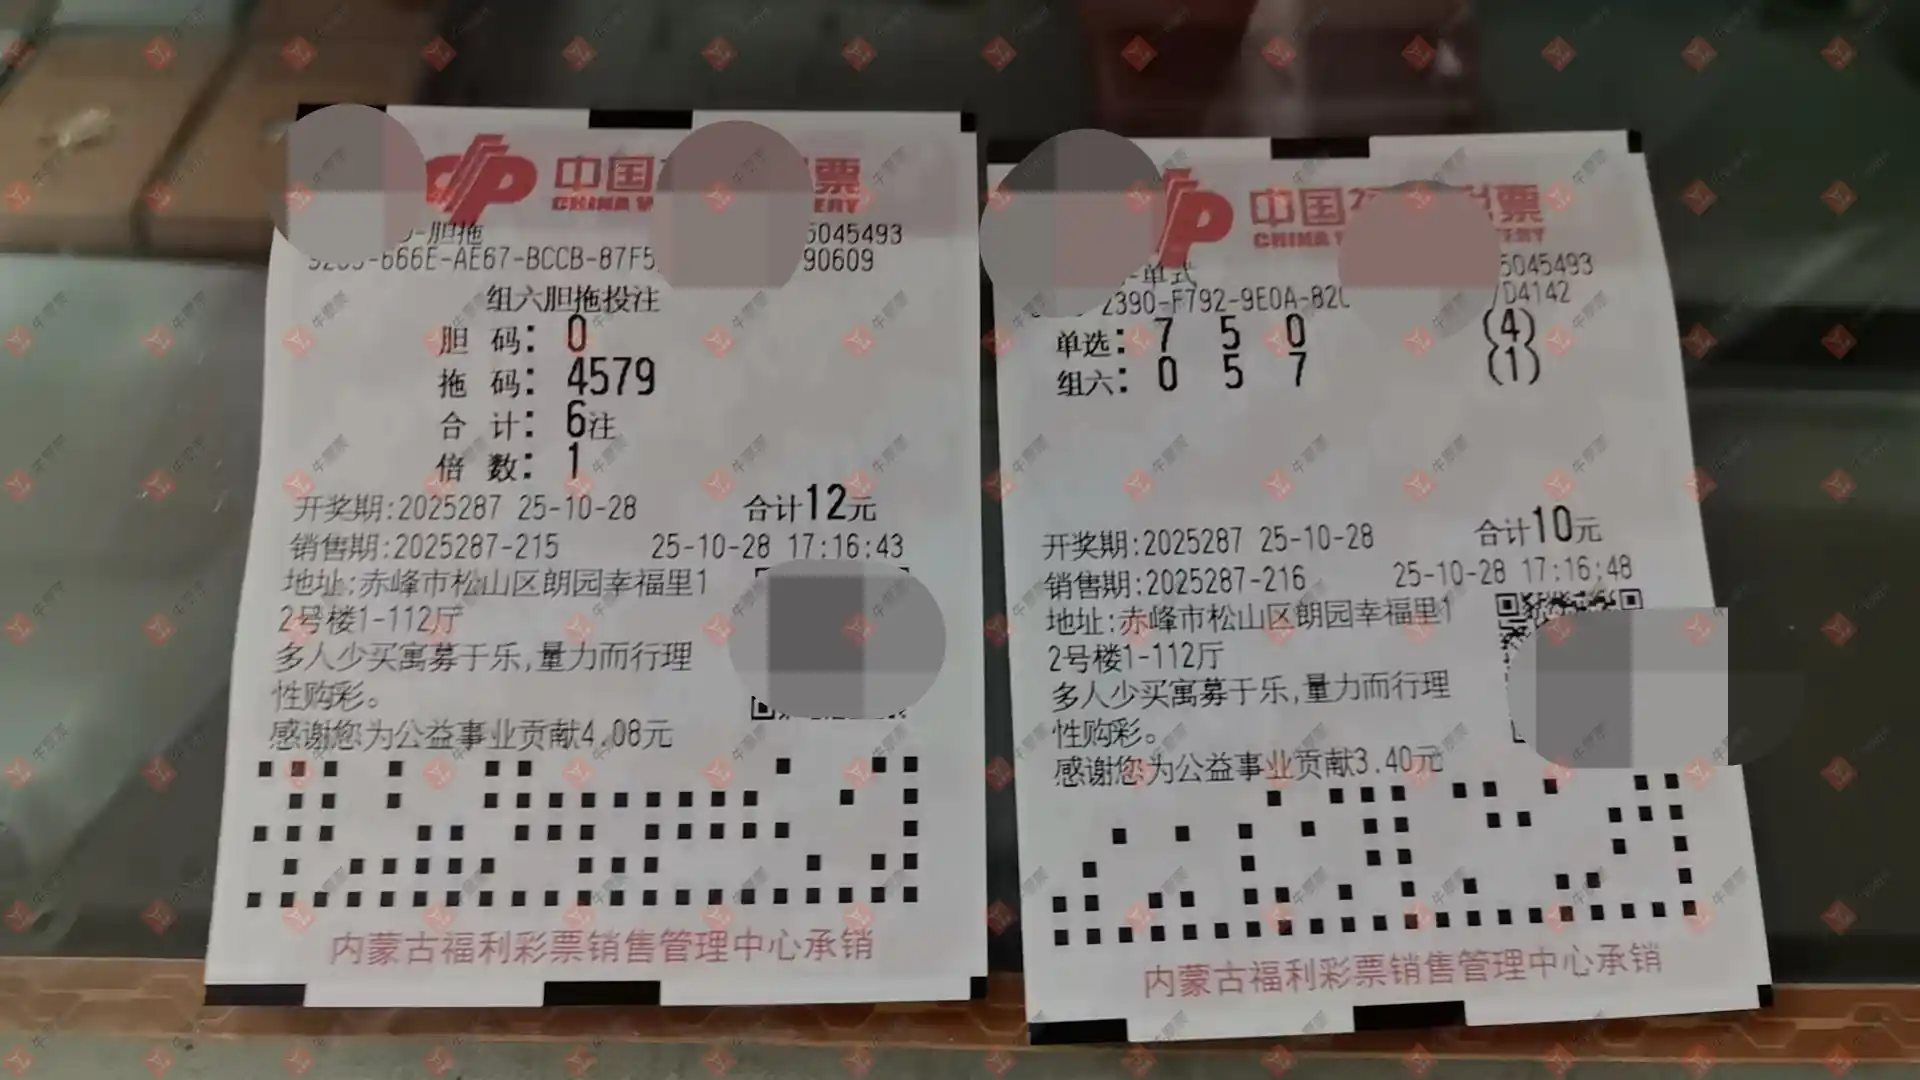 中国
票
CHINA
ERY
-胆拖
5045493
-666E-AE67-BCCB-87F5
90609
组六胆拖投注
胆 码: 0
拖 码: 4579
合 计: 6注
倍 数: 1
开奖期:2025287 25-10-28
合计12元
销售期:2025287-215
25-10-28 17:16:43
地址:赤峰市松山区朗园幸福里1
2号楼1-112厅
多人少买寓募于乐,量力而行理
性购彩。
感谢您为公益事业贡献4.08元
内蒙古福利彩票销售管理中心承销
中国
票
CHINA
ERY
-单式
5045493
2390-F792-9E0A-82
D4142
单选: 7 5 0 (4)
组六: 0 5 7 (1)
合计10元
开奖期:2025287 25-10-28
销售期:2025287-216
25-10-28 17:16:48
地址:赤峰市松山区朗园幸福里1
2号楼1-112厅
多人少买寓募于乐,量力而行理
性购彩。
感谢您为公益事业贡献3.40元
内蒙古福利彩票销售管理中心承销